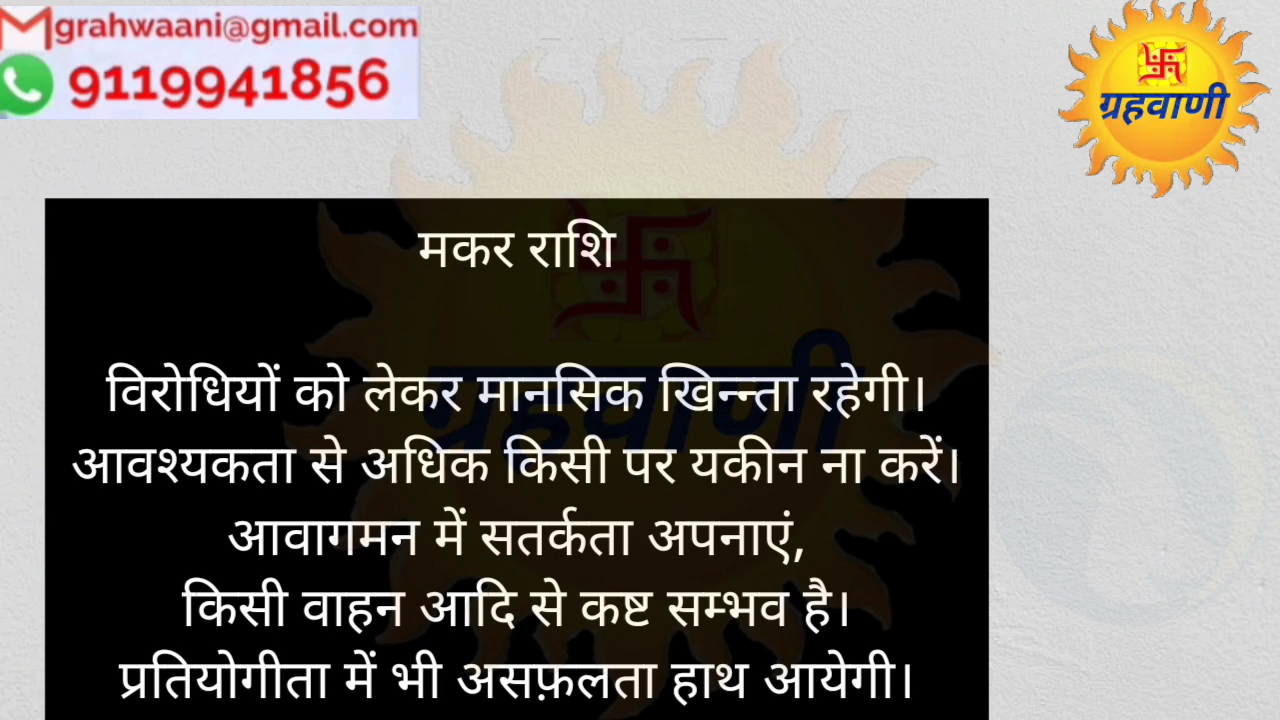 grahwaani@gmail.com
9119941856
ग्रहवाणी
मकर राशि
विरोधियों को लेकर मानसिक खिन्न्ता रहेगी।
आवश्यकता से अधिक किसी पर यकीन ना करें।
आवागमन में सतर्कता अपनाएं,
किसी वाहन आदि से कष्ट सम्भव है।
प्रतियोगीता में भी असफ़लता हाथ आयेगी।
ग्रहवाणी